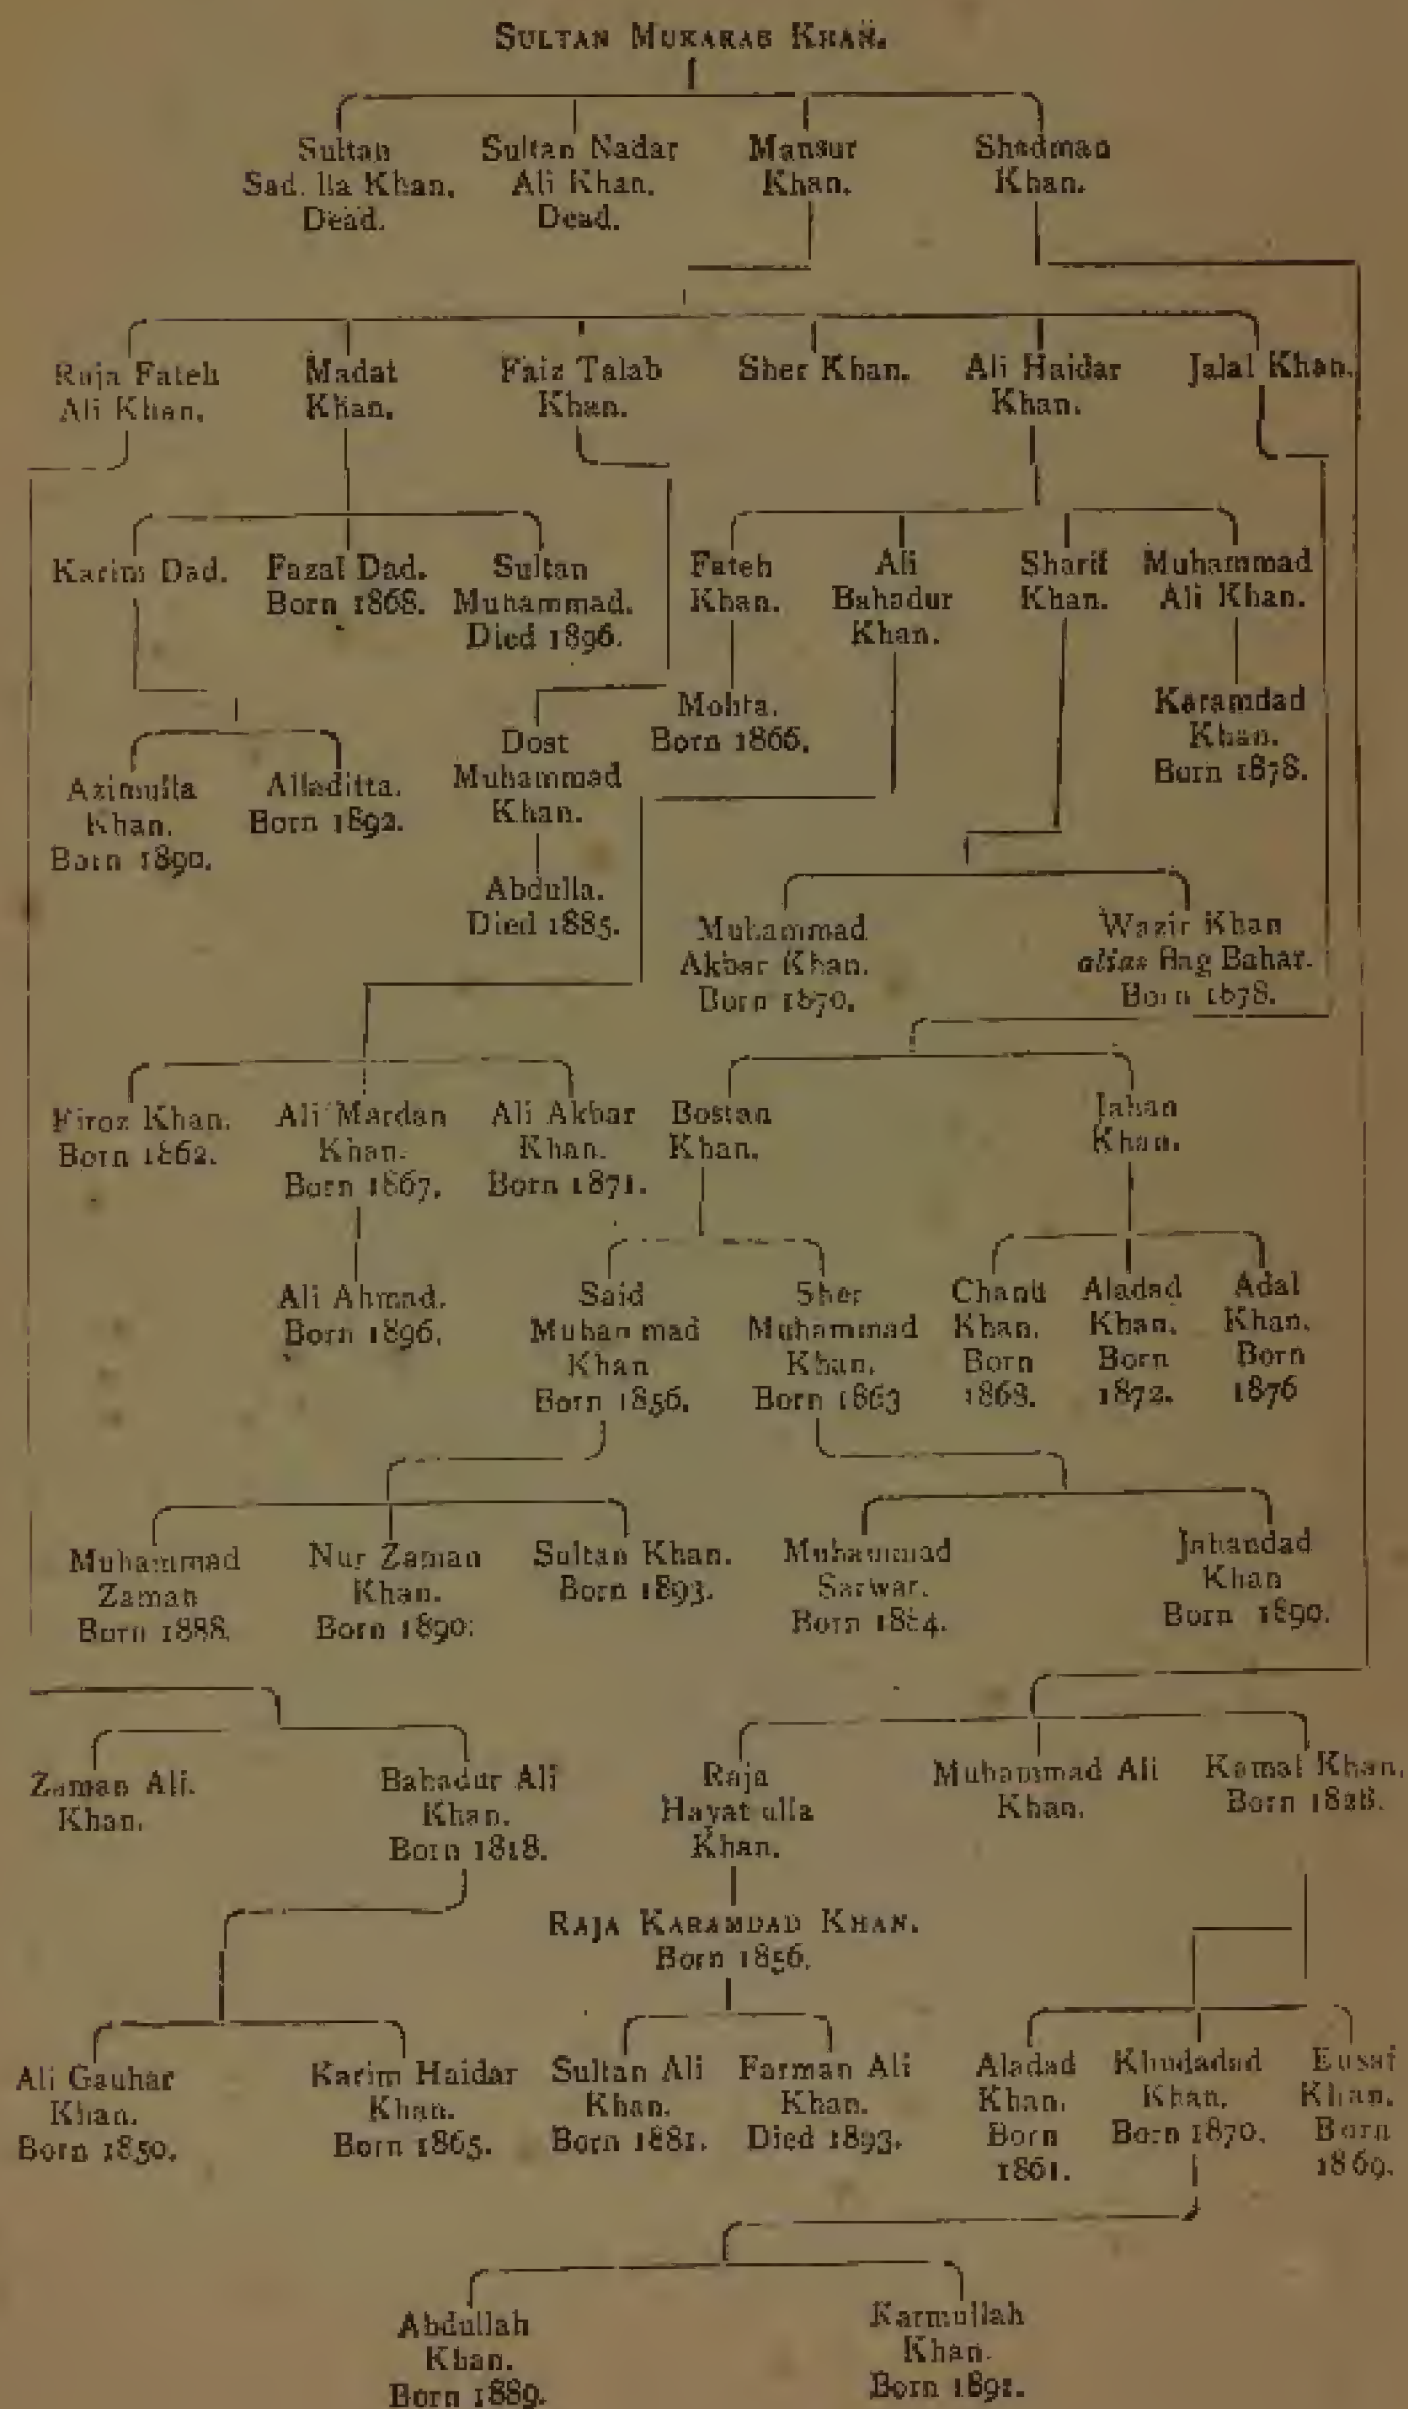 SULTAN MUKARAB KHAN.
Sultan
Sad. lla Khan.
Dead.
Sultan Nadar
Ali Khan.
Dead.
Mansur
Khan.
Shadman
Khan.
Raja Fateh
Ali Khan.
Madat
Khan.
Faiz Talab
Khan.
Sher Khan.
Ali Haidar
Khan.
Jalal Khan.
Karim Dad.
Fazal Dad.
Born 1868.
Sultan
Muhammad.
Died 1896.
Fateh
Khan.
Ali
Bahadur
Khan.
Sharif
Khan.
Muhammad
Ali Khan.
Mohta.
Born 1866.
Karamdad
Khan.
Born 1878.
Azimulla
Khan.
Born 1890.
Alladitta.
Born 1892.
Dost
Muhammad
Khan.
Abdulla.
Died 1885.
Muhammad
Akbar Khan.
Born 1870.
Wazir Khan
alias Bag Bahar.
Born 1878.
Firoz Khan.
Born 1862.
Ali Mardan
Khan.
Born 1867.
Ali Akbar
Khan.
Born 1871.
Bostan
Khan.
Jahan
Khan.
Ali Ahmad.
Born 1896.
Said
Muhammad
Khan
Born 1856.
Sher
Muhammad
Khan.
Born 1863
Khan.
Born
1868.
Aladad
Khan.
Born
1872.
Adal
Khan.
Born
1876
Muhammad
Zaman
Born 1888.
Nur Zaman
Khan.
Born 1890.
Sultan Khan.
Born 1893.
Muhammad
Sarwar.
Born 1884.
Jahandad
Khan
Born 1890.
Zaman Ali.
Khan.
Bahadur Ali
Khan.
Born 1818.
Raja
Hayat ulla
Khan.
Muhammad Ali
Khan.
Kamal Khan.
Born
RAJA KARAMDAD KHAN.
Born 1856.
Ali Gauhar
Khan.
Born 1850.
Karim Haidar
Khan.
Born 1865.
Sultan Ali
Khan.
Born 1881.
Farman Ali
Khan.
Died 1893.
Aladad
Khan.
Born
1861.
Khudadad
Khan.
Born 1870.
Eusaf
Khan.
Born
1869.
Abdullah
Khan.
Born 1889.
Karmullah
Khan.
Born 1891.